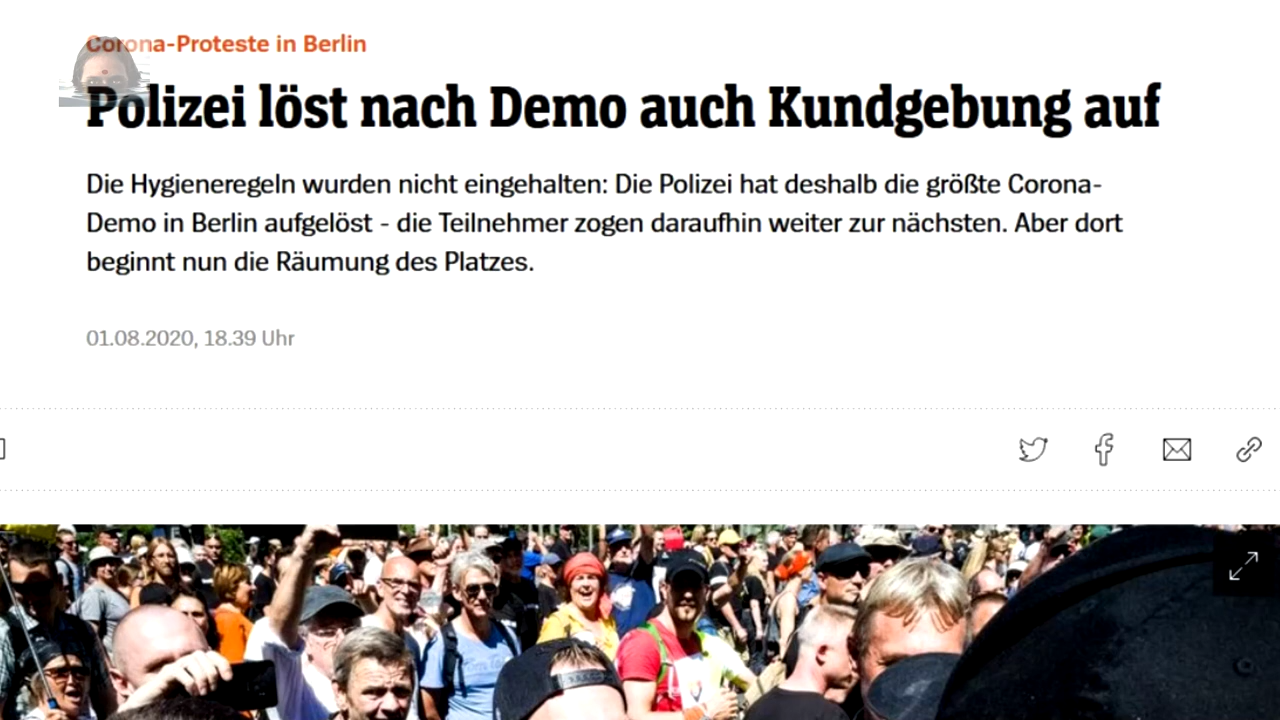 Corona-Proteste in Berlin
Polizei löst nach Demo auch Kundgebung auf
Die Hygieneregeln wurden nicht eingehalten: Die Polizei hat deshalb die größte Corona-
Demo in Berlin aufgelöst - die Teilnehmer zogen daraufhin weiter zur nächsten. Aber dort
beginnt nun die Räumung des Platzes.
01.08.2020, 18.39 Uhr